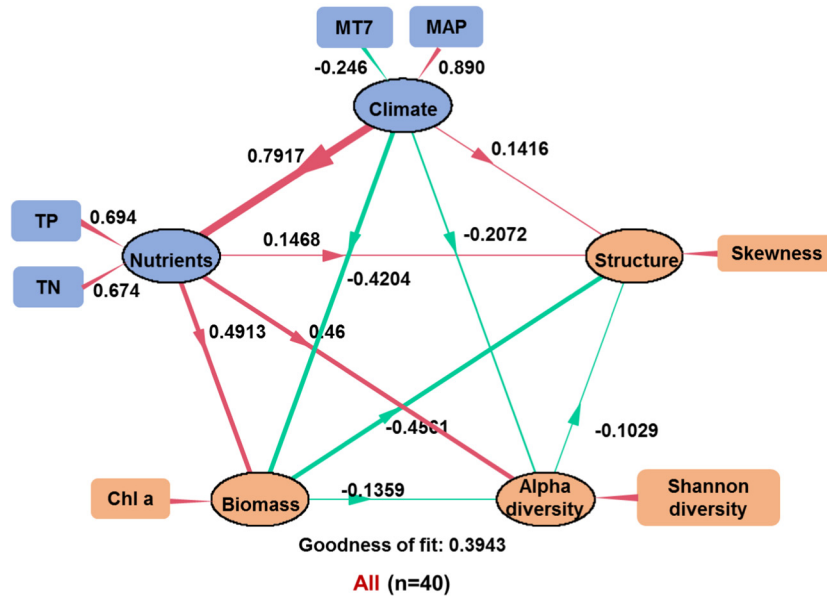 MT7
MAP
-0.246
0.890
Climate
0.7917
0.1416
TP
0.694
-0.2072
Nutrients
0.1468
Structure
Skewness
TN
0.674
-0.4204
0.4913
0.46
-0.4561
-0.1029
Chl a
Biomass
-0.1359
Alpha
diversity
Shannon
diversity
Goodness of fit: 0.3943
All (n=40)